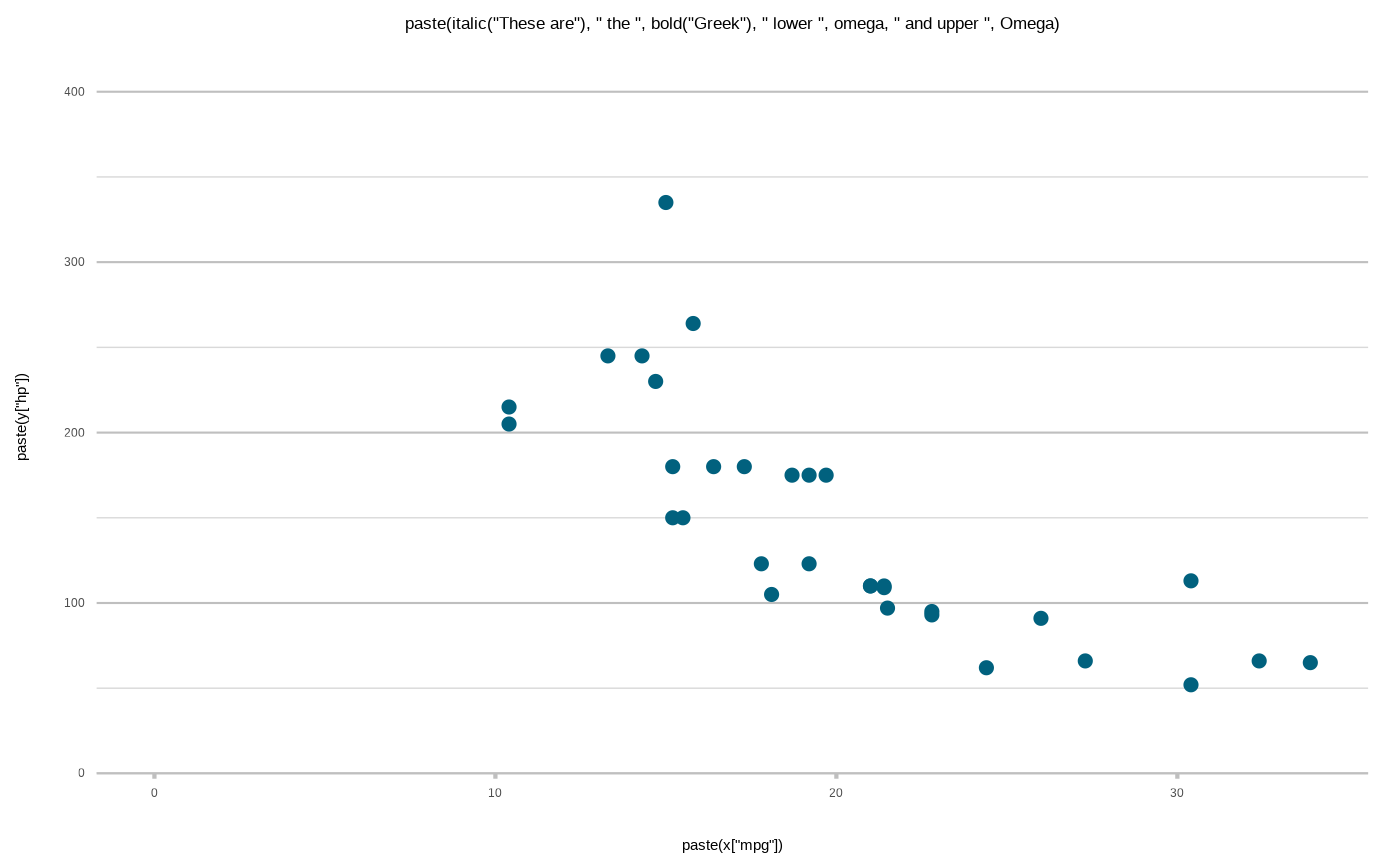 paste(italic("These are"), " the ", bold("Greek"), " lower ", omega, " and upper ", Omega)
400
300
200
100
0
paste(y["hp"])
0 10 20 30
paste(x["mpg"])